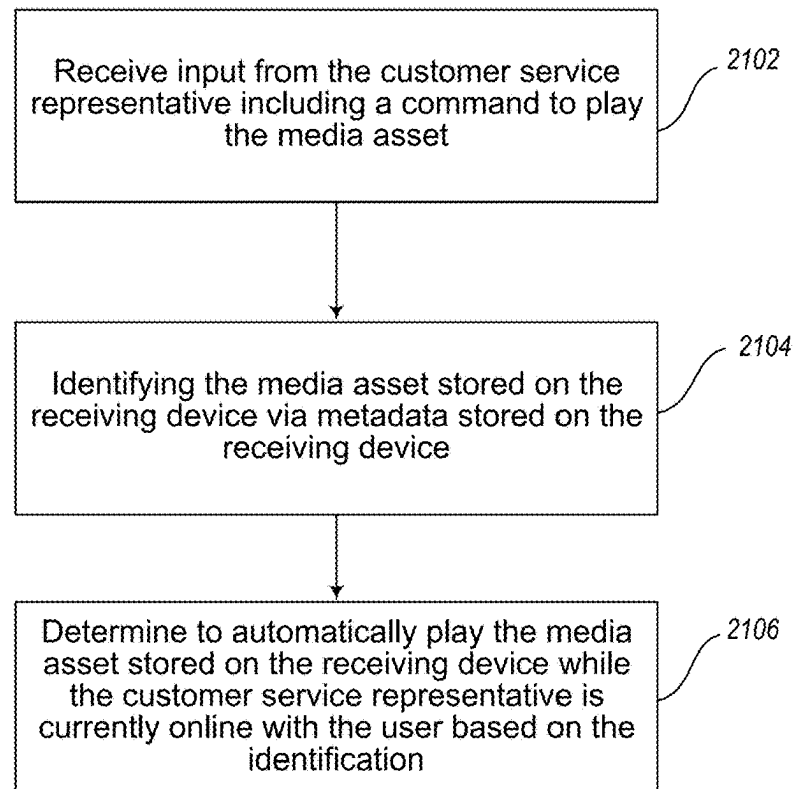 Receive input from the customer service
representative including a command to play
the media asset
2102
Identifying the media asset stored on the
receiving device via metadata stored on the
receiving device
2104
Determine to automatically play the media
asset stored on the receiving device while
the customer service representative is
currently online with the user based on the
identification
2106